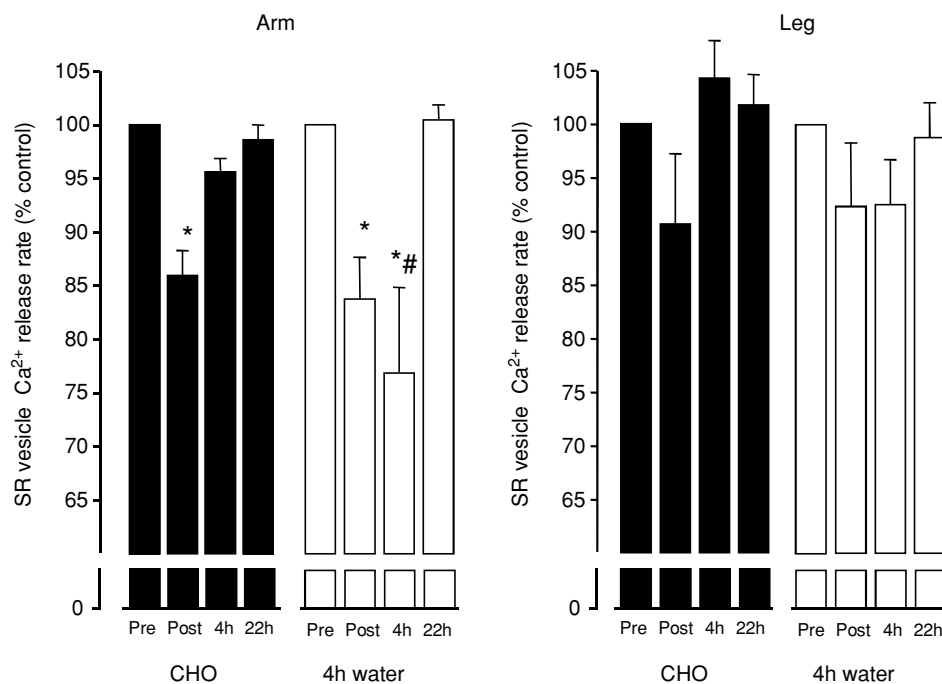 Arm
Leg
SR vesicle Ca²⁺ release rate (% control)
105
100
95
90
85
80
75
70
65
0
*
*
*#
Pre Post 4h 22h
Pre Post 4h 22h
CHO
4h water
SR vesicle Ca²⁺ release rate (% control)
105
100
95
90
85
80
75
70
65
0
Pre Post 4h 22h
Pre Post 4h 22h
CHO
4h water